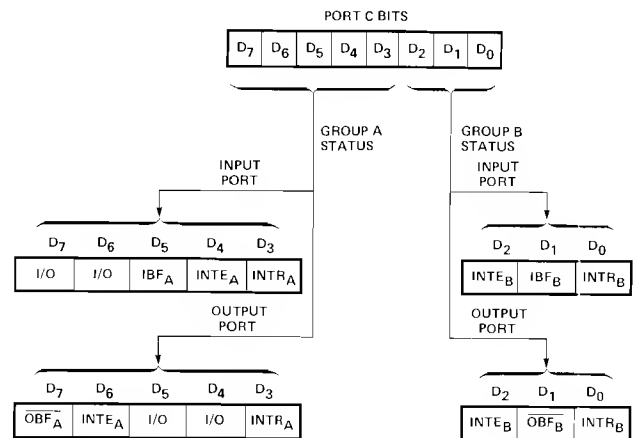 PORT C BITS
D7 D6 D5 D4 D3 D2 D1 D0
GROUP A
STATUS
GROUP B
STATUS
INPUT
PORT
INPUT
PORT
D7 D6 D5 D4 D3
I/O I/O IBFA INTEA INTRA
D2 D1 D0
INTEB IBFB INTRB
OUTPUT
PORT
OUTPUT
PORT
D7 D6 D5 D4 D3
OBFA INTEA I/O I/O INTRA
D2 D1 D0
INTEB OBFB INTRB